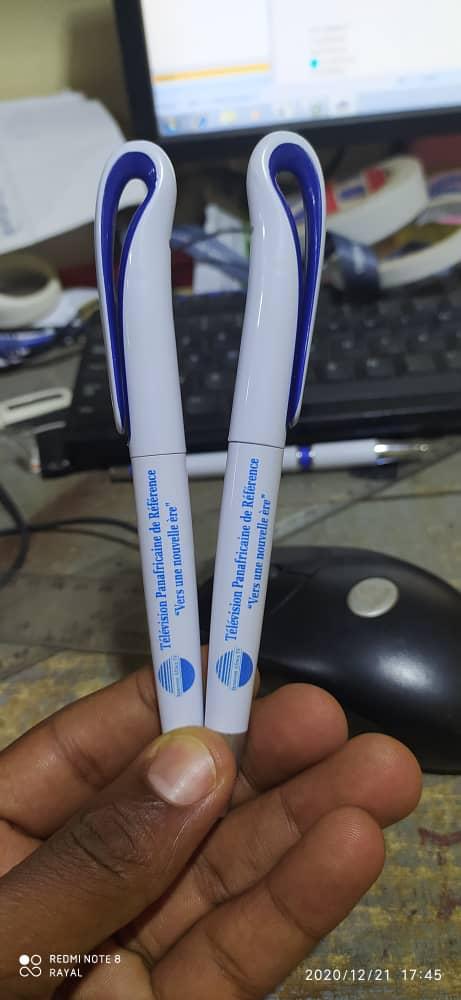 Télévision Panafricaine de Référence
"Vers une nouvelle ère"
Télévision Panafricaine de Référence
"Vers une nouvelle ère"
REDMI NOTE 8
RAYAL
2020/12/21 17:45